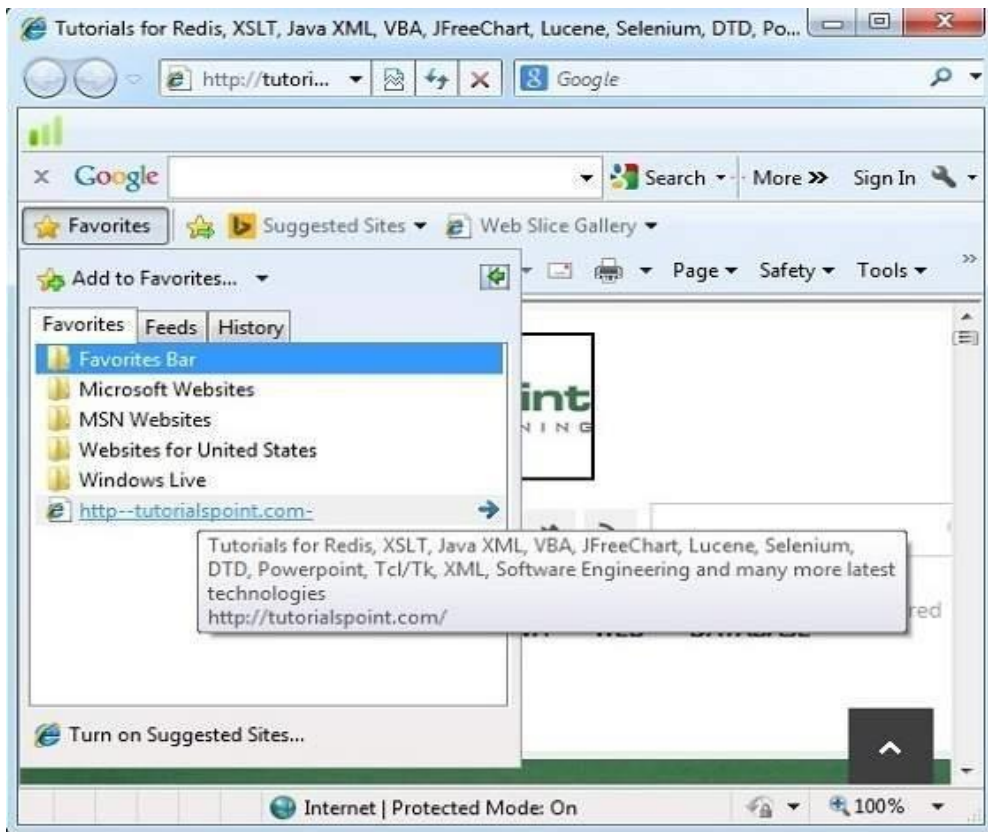 Tutorials for Redis, XSLT, Java XML, VBA, JFreeChart, Lucene, Selenium, DTD, Po...
http://tutori... Google
x Google Search More » Sign In
Favorites Suggested Sites Web Slice Gallery
Add to Favorites... Page Safety Tools »
Favorites Feeds History
Favorites Bar
Microsoft Websites
MSN Websites
Websites for United States
Windows Live
http--tutorialspoint.com-
int
NING
Tutorials for Redis, XSLT, Java XML, VBA, JFreeChart, Lucene, Selenium,
DTD, Powerpoint, Tcl/Tk, XML, Software Engineering and many more latest
technologies
http://tutorialspoint.com/
red
Turn on Suggested Sites...
Internet | Protected Mode: On 100%